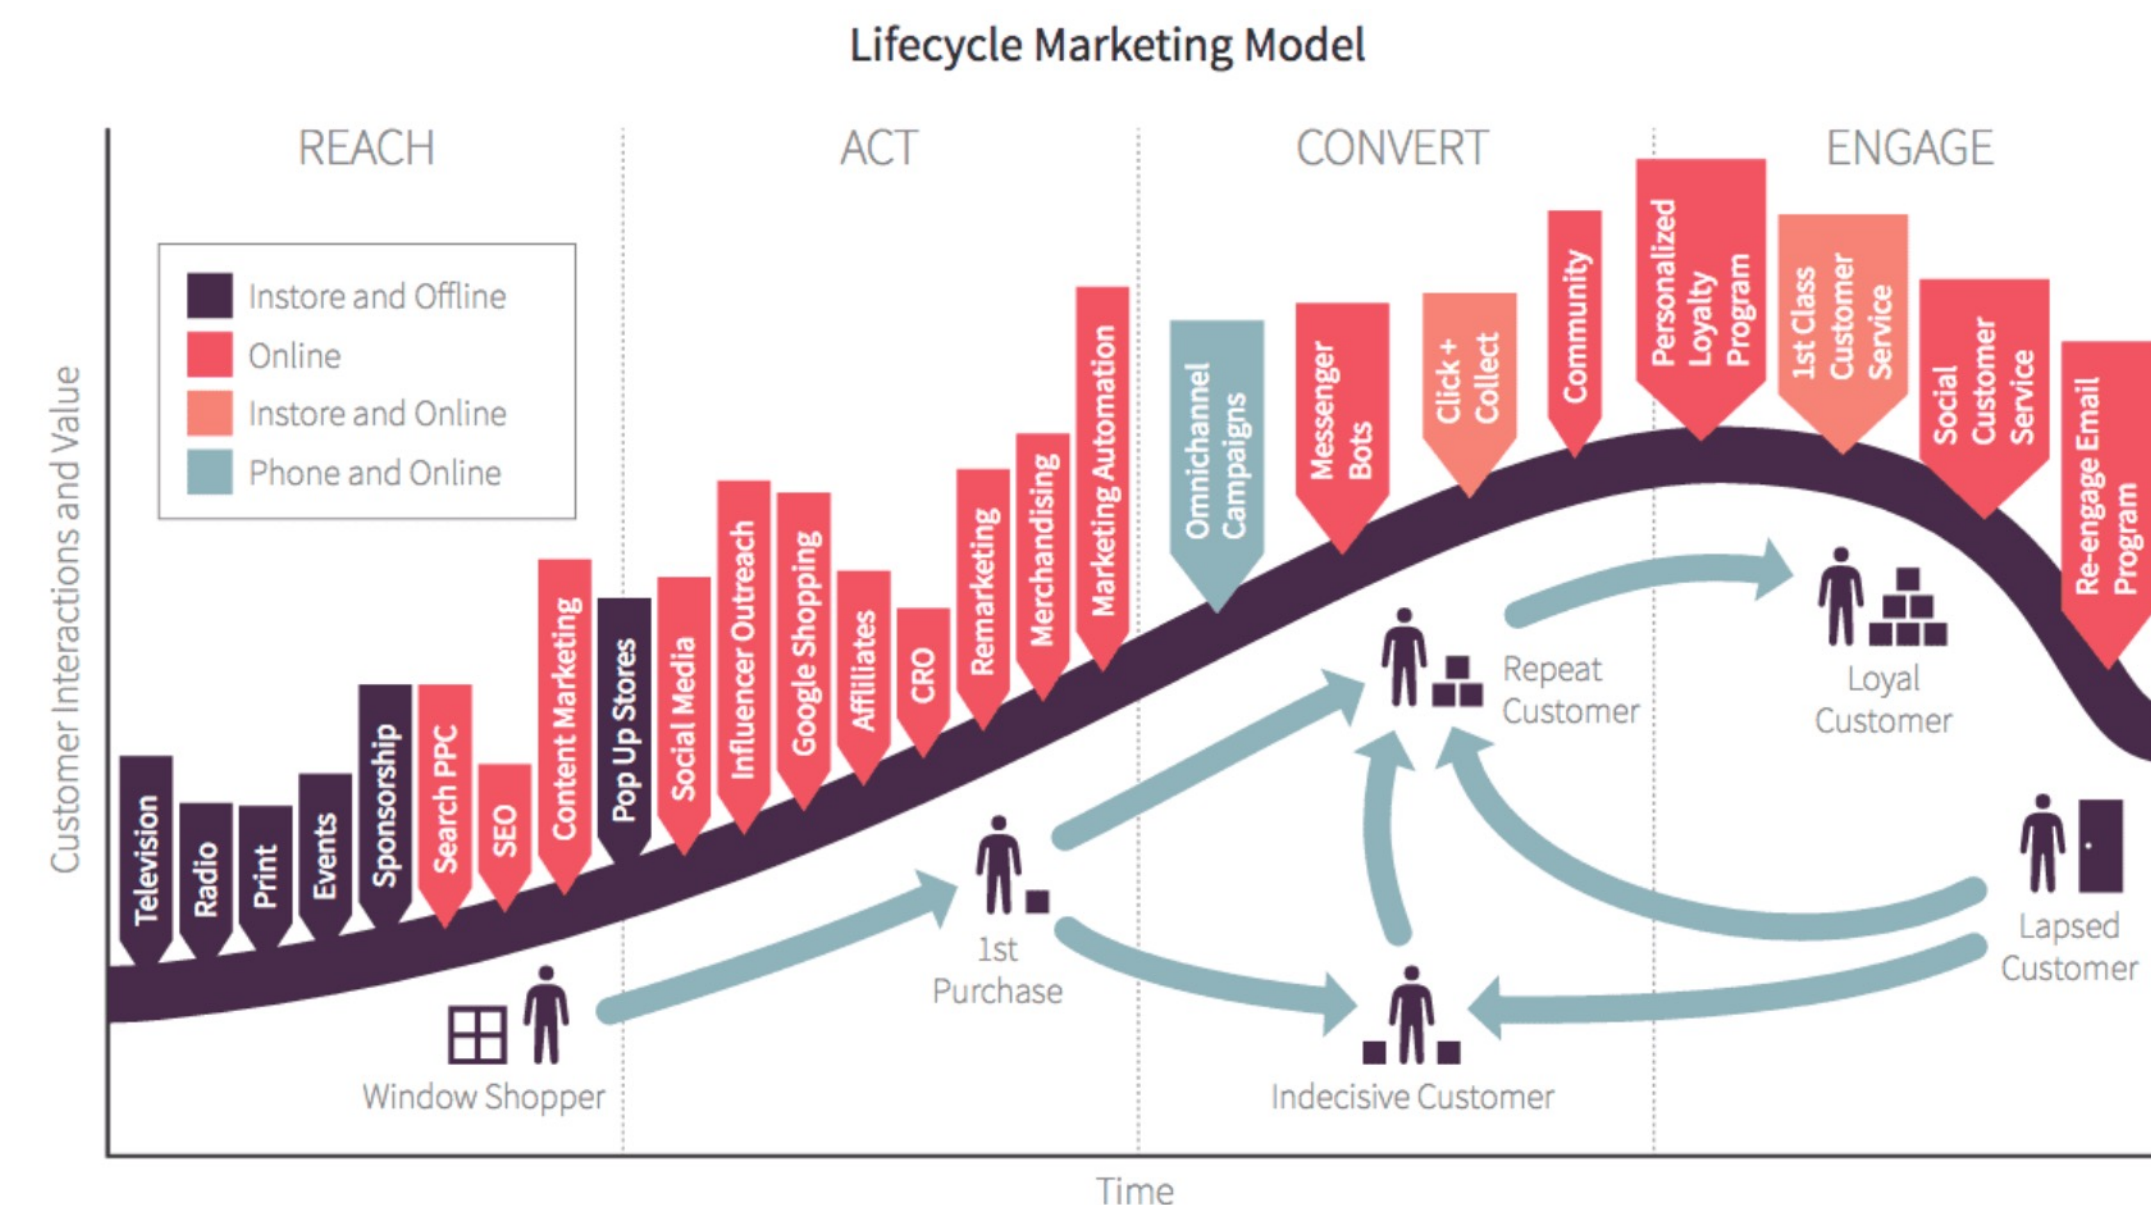 Lifecycle Marketing Model
REACH
ACT
CONVERT
ENGAGE
Instore and Offline
Online
Instore and Online
Phone and Online
Customer Interactions and Value
Television
Radio
Print
Events
Sponsorship
Search PPC
SEO
Content Marketing
Pop Up Stores
Social Media
Influencer Outreach
Google Shopping
Affliliates
CRO
Remarketing
Merchandising
Marketing Automation
Omnichannel
Campaigns
Messenger
Bots
Click +
Collect
Community
Personalized
Loyalty
Program
1st Class
Customer
Service
Social
Customer
Service
Re-engage Email
Program
Window Shopper
1st
Purchase
Repeat
Customer
Indecisive Customer
Loyal
Customer
Lapsed
Customer
Time